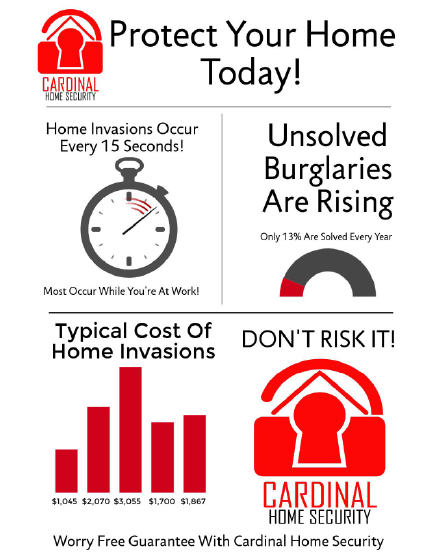 Protect Your Home
Today!
CARDINAL
HOME SECURITY
Home Invasions Occur
Every 15 Seconds!
Most Occur While You're At Work!
Unsolved
Burglaries
Are Rising
Only 13% Are Solved Every Year
Typical Cost Of
Home Invasions
$1,045 $2,070 $3,055 $1,700 $1,867
DON'T RISK IT!
CARDINAL
HOME SECURITY
Worry Free Guarantee With Cardinal Home Security